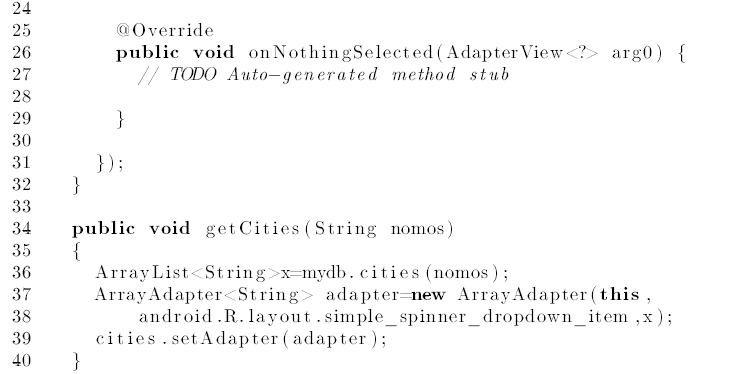 24
25 @Override
26 public void onNothingSelected(AdapterView<?> arg0) {
27 // TODO Auto-generated method stub
28
29 }
30
31 });
32 }
33
34 public void getCities(String nomos)
35 {
36 ArrayList<String>x=mydb.cities(nomos);
37 ArrayAdapter<String> adapter=new ArrayAdapter(this,
38 android.R.layout.simple_spinner_dropdown_item,x);
39 cities.setAdapter(adapter);
40 }